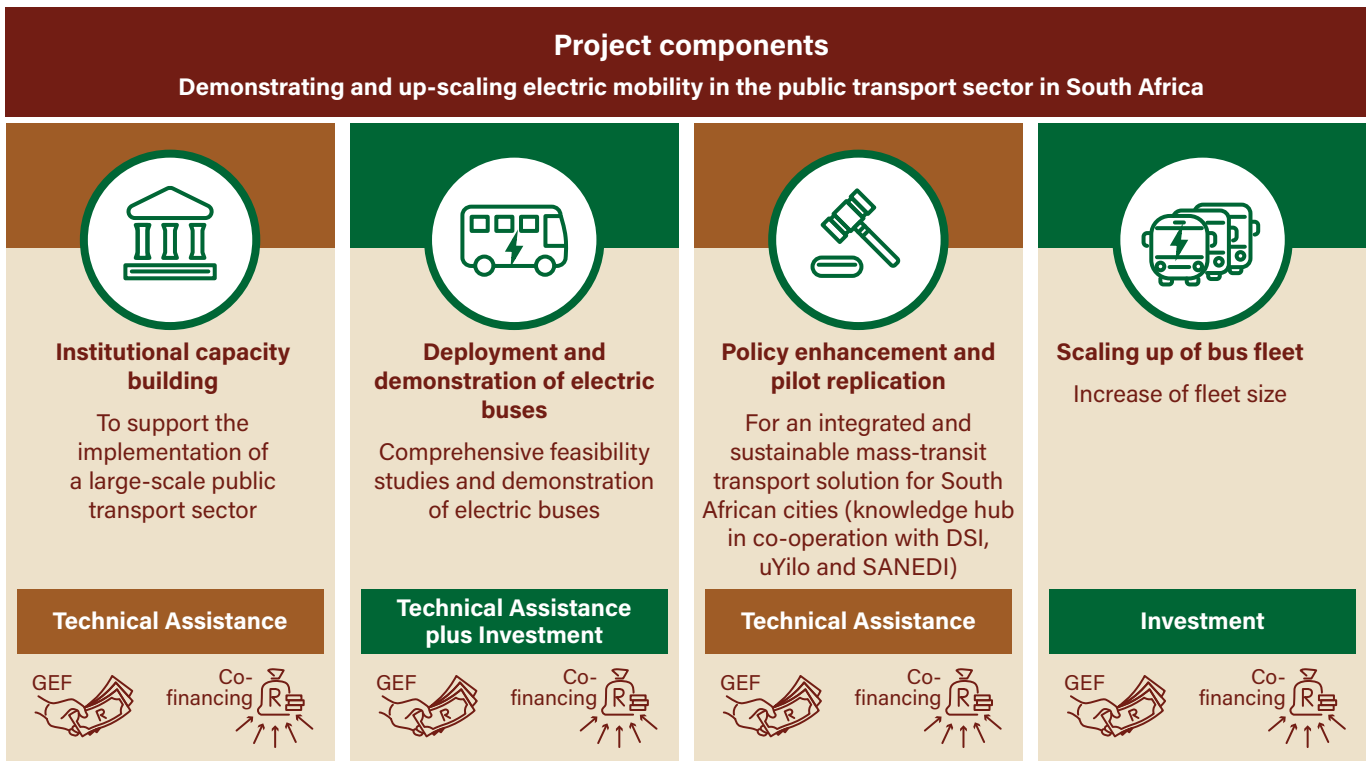 Project components
Demonstrating and up-scaling electric mobility in the public transport sector in South Africa
Institutional capacity
building
To support the
implementation of
a large-scale public
transport sector
Technical Assistance
GEF
Co-
financing
R
R
Deployment and
demonstration of electric
buses
Comprehensive feasibility
studies and demonstration
of electric buses
Technical Assistance
plus Investment
GEF
Co-
financing
R
R
Policy enhancement and
pilot replication
For an integrated and
sustainable mass-transit
transport solution for South
African cities (knowledge hub
in co-operation with DSI,
uYilo and SANEDI)
Technical Assistance
GEF
Co-
financing
R
R
Scaling up of bus fleet
Increase of fleet size
Investment
GEF
Co-
financing
R
R